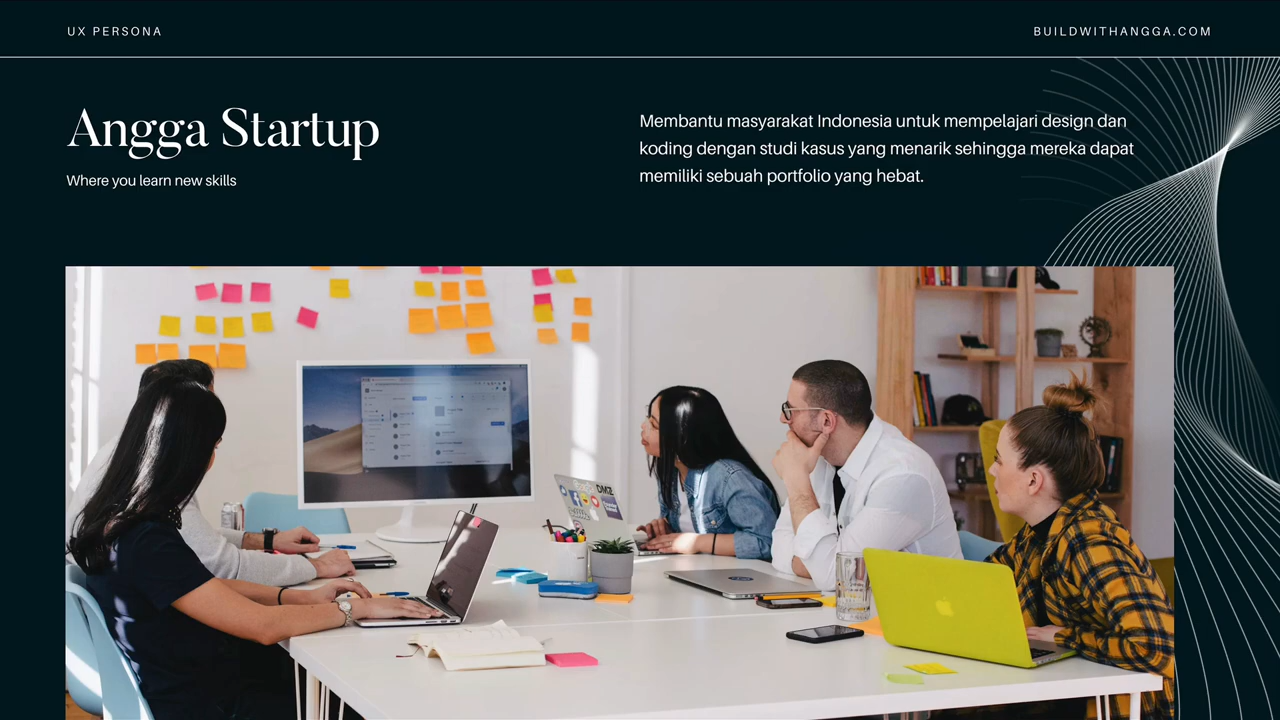 UX PERSONA
BUILDWITHANGGA.COM
Angga Startup
Where you learn new skills
Membantu masyarakat Indonesia untuk mempelajari design dan
koding dengan studi kasus yang menarik sehingga mereka dapat
memiliki sebuah portfolio yang hebat.